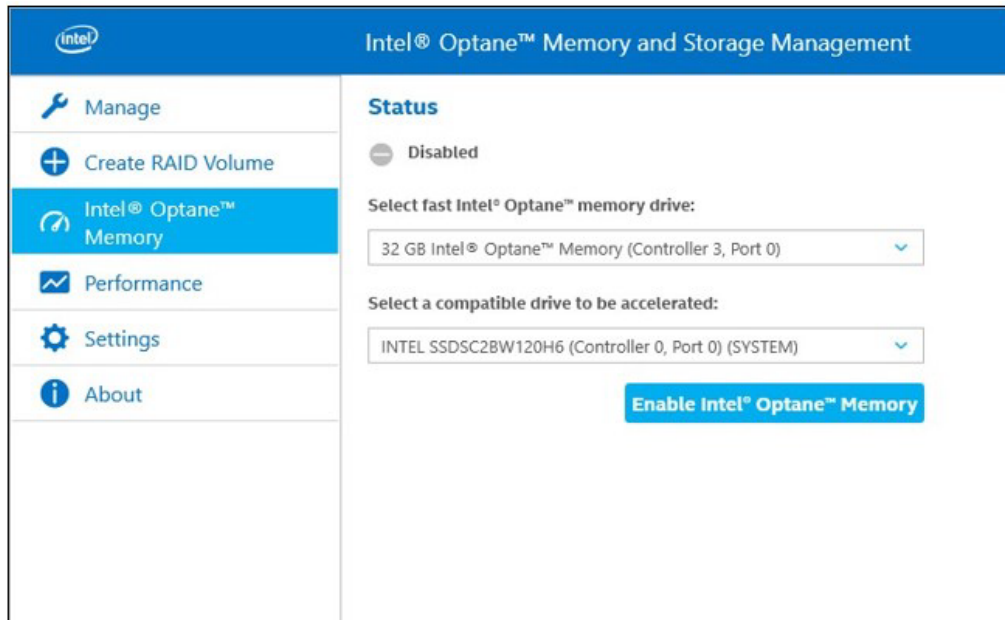 intel
Intel® Optane™ Memory and Storage Management
Manage
Create RAID Volume
Intel® Optane™
Memory
Performance
Settings
About
Status
Disabled
Select fast Intel® Optane™ memory drive:
32 GB Intel® Optane™ Memory (Controller 3, Port 0)
Select a compatible drive to be accelerated:
INTEL SSDSC2BW120H6 (Controller 0, Port 0) (SYSTEM)
Enable Intel® Optane™ Memory